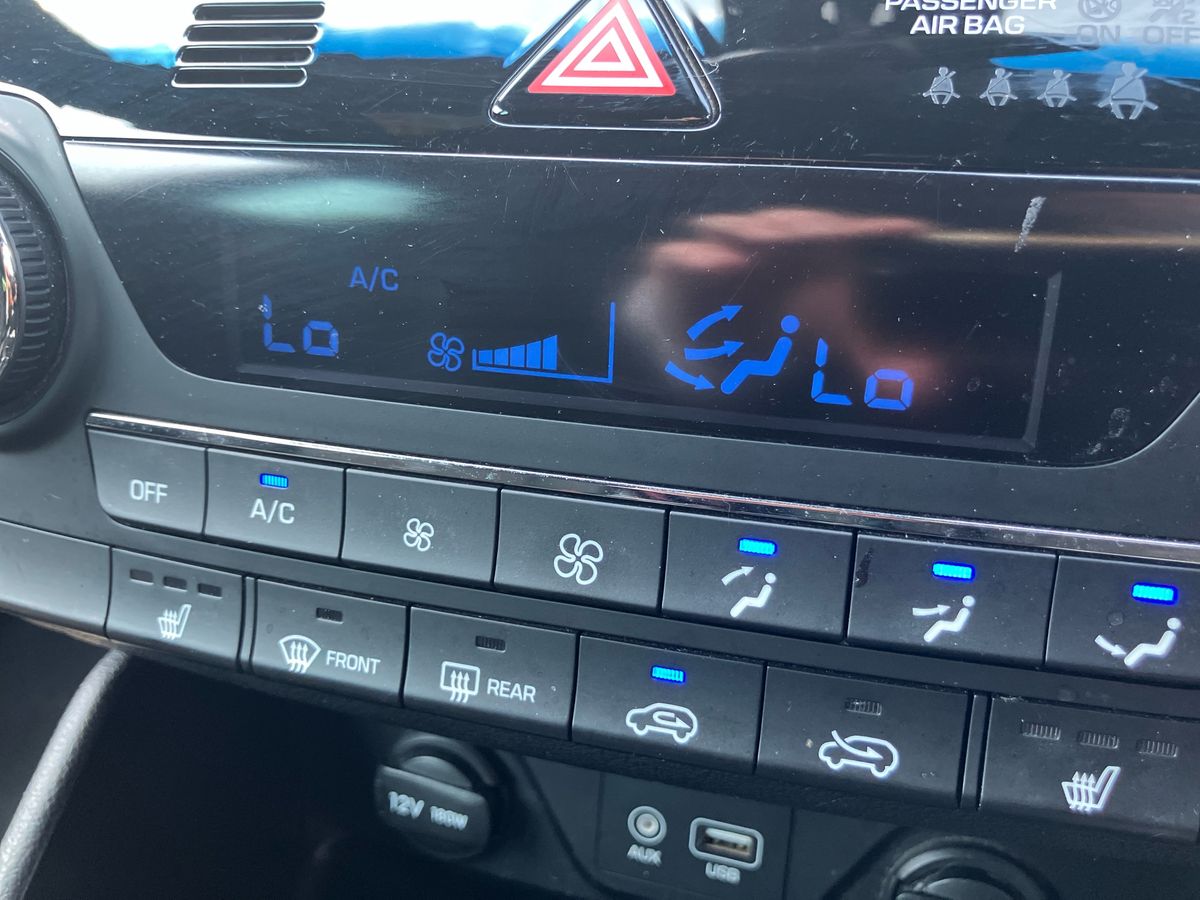 PASSENGER
AIR BAG
ON OFF
A/C
Lo
Lo
OFF
A/C
FRONT
REAR
12V 180W
AUX
USB